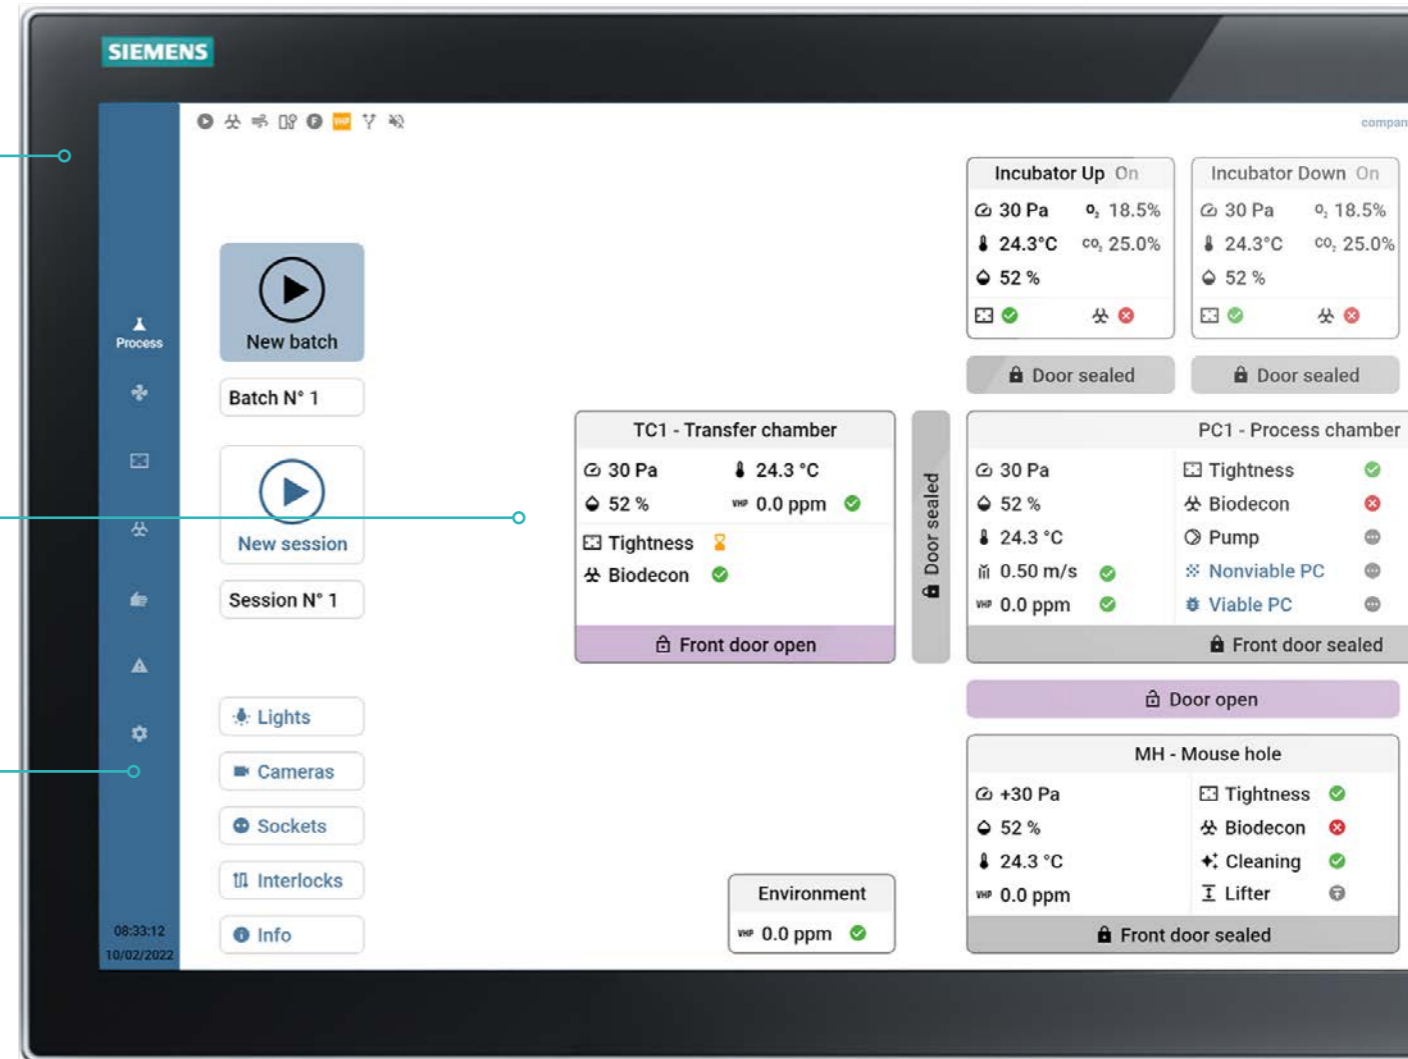 SIEMENS
F VHP
compan
Process
08:33:12
10/02/2022
New batch
Batch N° 1
New session
Session N° 1
Lights
Cameras
Sockets
Interlocks
Info
TC1 - Transfer chamber
30 Pa 24.3 °C
52 % VHP 0.0 ppm
Tightness
Biodecon
Front door open
Door sealed
Environment
VHP 0.0 ppm
Incubator Up On
30 Pa O₂ 18.5%
24.3°C CO₂ 25.0%
52 %
Door sealed
Incubator Down On
30 Pa O₂ 18.5%
24.3°C CO₂ 25.0%
52 %
Door sealed
PC1 - Process chamber
30 Pa
52 %
24.3 °C
0.50 m/s
VHP 0.0 ppm
Tightness
Biodecon
Pump
Nonviable PC
Viable PC
Front door sealed
Door open
MH - Mouse hole
+30 Pa
52 %
24.3 °C
VHP 0.0 ppm
Tightness
Biodecon
Cleaning
Lifter
Front door sealed